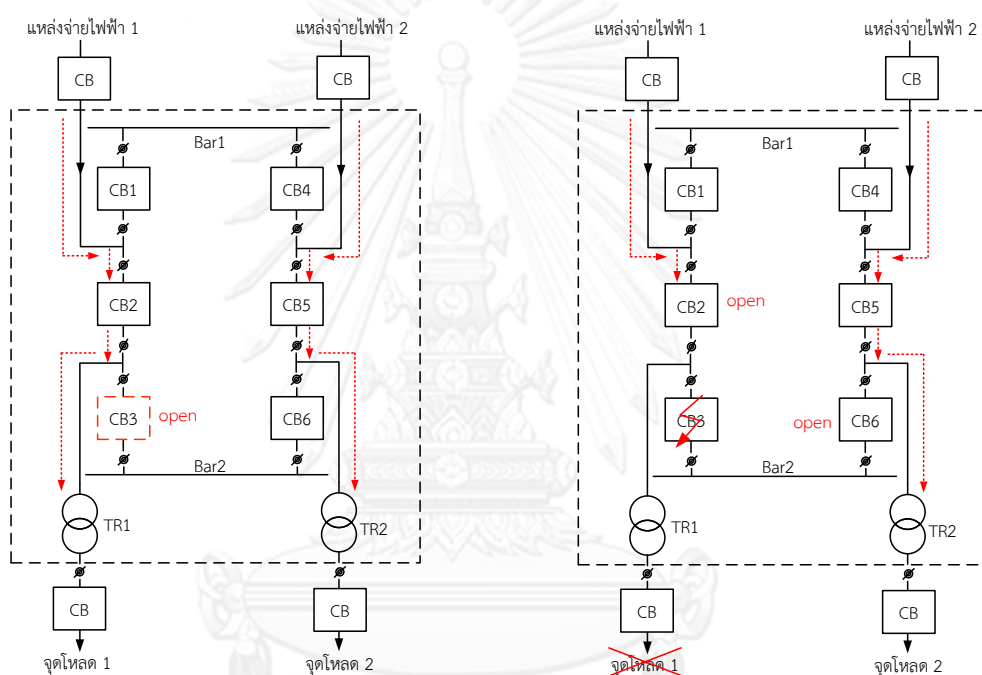 แหล่งจ่ายไฟฟ้า 1
แหล่งจ่ายไฟฟ้า 2
CB
CB
Bar1
CB1
CB4
CB2
CB5
CB3
open
CB6
Bar2
TR1
TR2
CB
CB
จุดโหลด 1
จุดโหลด 2
แหล่งจ่ายไฟฟ้า 1
แหล่งจ่ายไฟฟ้า 2
CB
CB
Bar1
CB1
CB4
CB2
open
CB5
CB3
open
CB6
Bar2
TR1
TR2
CB
CB
จุดโหลด 1
จุดโหลด 2